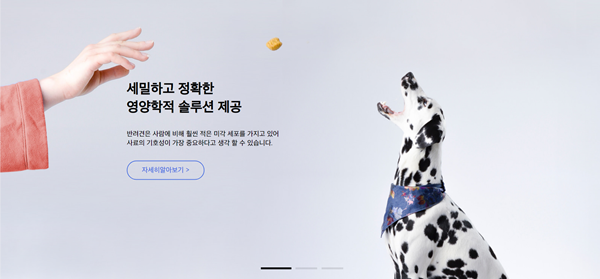 세밀하고 정확한
영양학적 솔루션 제공
반려견은 사람에 비해 훨씬 적은 미각 세포를 가지고 있어
사료의 기호성이 가장 중요하다고 생각 할 수 있습니다.
자세히알아보기 >